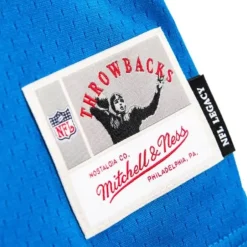 THROWBACKS
NFL
NOSTALGIA CO.
Mitchell & Ness
PHILADELPHIA, PA.
NFL LEGACY